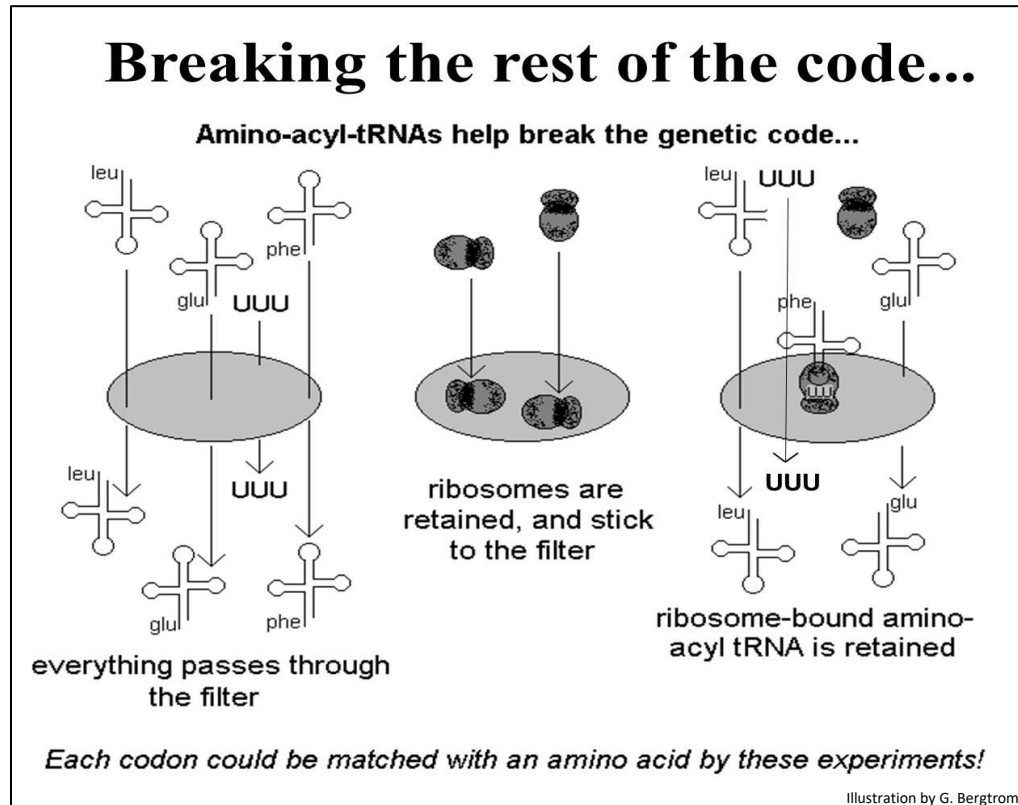 Breaking the rest of the code...
Amino-acyl-tRNAs help break the genetic code...
leu
glu
phe
UUU
leu
UUU
glu
phe
everything passes through
the filter
ribosomes are
retained, and stick
to the filter
leu
UUU
phe
glu
UUU
UUU
leu
glu
ribosome-bound amino-
acyl tRNA is retained
Each codon could be matched with an amino acid by these experiments!
Illustration by G. Bergtrom